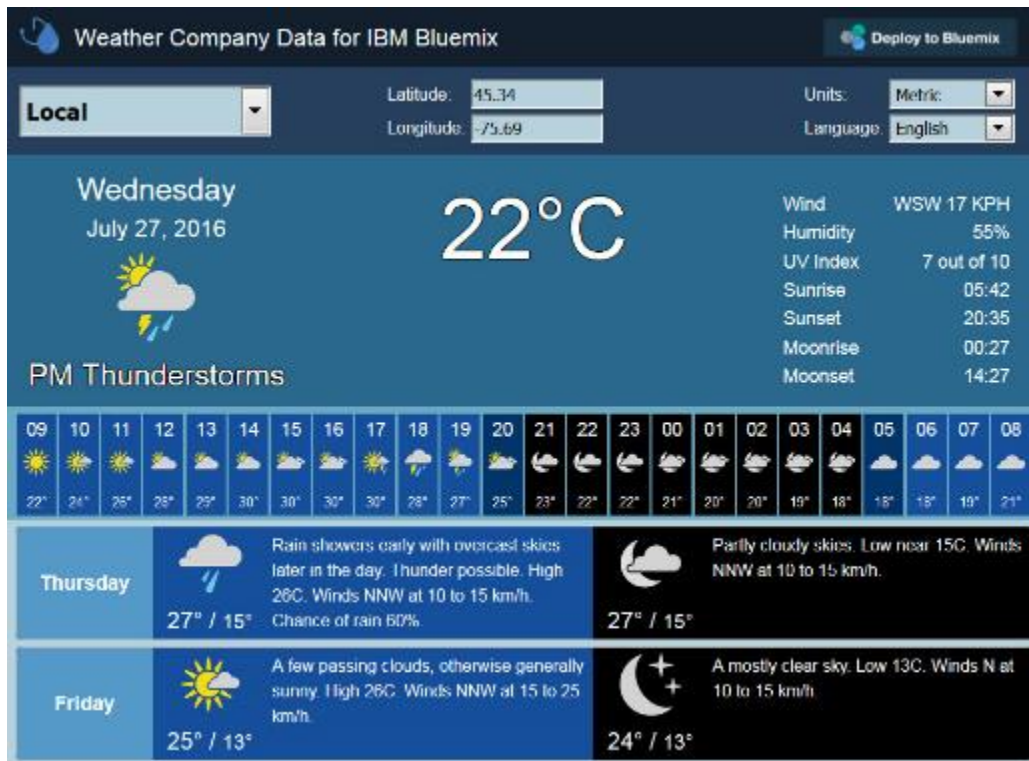 Weather Company Data for IBM Bluemix
Deploy to Bluemix
Local
Latitude: 45.34
Longitude: -75.69
Units: Metric
Language: English
Wednesday
July 27, 2016
PM Thunderstorms
22°C
Wind WSW 17 KPH
Humidity 55%
UV Index 7 out of 10
Sunrise 05:42
Sunset 20:35
Moonrise 00:27
Moonset 14:27
09 10 11 12 13 14 15 16 17 18 19 20 21 22 23 00 01 02 03 04 05 06 07 08
22° 24° 26° 28° 29° 30° 30° 30° 30° 28° 27° 25° 23° 22° 22° 21° 20° 20° 19° 18° 18° 18° 19° 21°
Thursday
27° / 15°
Rain showers early with overcast skies
later in the day. Thunder possible. High
26C. Winds NNW at 10 to 15 km/h.
Chance of rain 60%.
27° / 15°
Partly cloudy skies. Low near 15C. Winds
NNW at 10 to 15 km/h.
Friday
25° / 13°
A few passing clouds, otherwise generally
sunny. High 26C. Winds NNW at 15 to 25
km/h.
24° / 13°
A mostly clear sky. Low 13C. Winds N at
10 to 15 km/h.